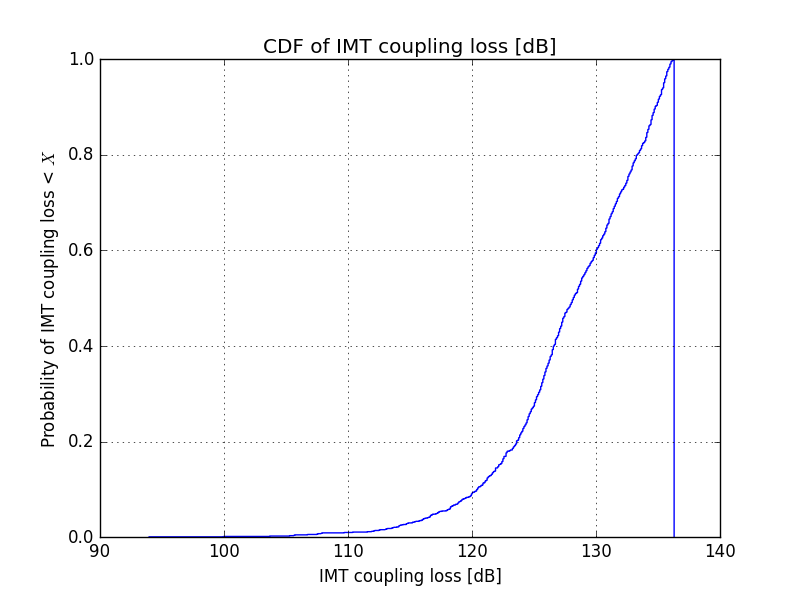 CDF of IMT coupling loss [dB]
Probability of IMT coupling loss < X
1.0
0.8
0.6
0.4
0.2
0.0
90 100 110 120 130 140
IMT coupling loss [dB]